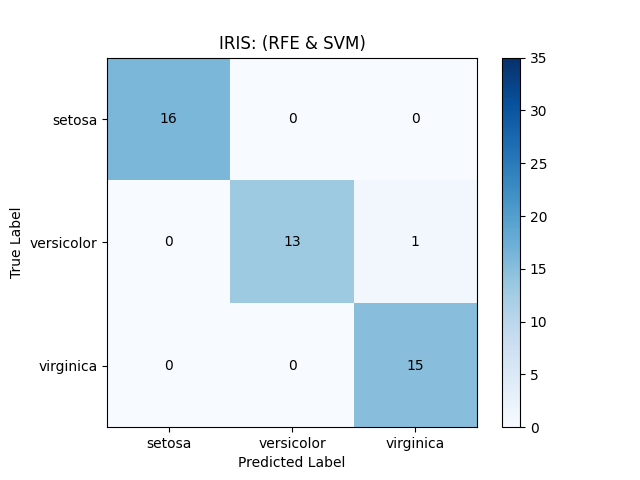 IRIS: (RFE & SVM)
setosa 16 0 0
versicolor 0 13 1
virginica 0 0 15
setosa versicolor virginica
Predicted Label
True Label
35
30
25
20
15
10
5
0